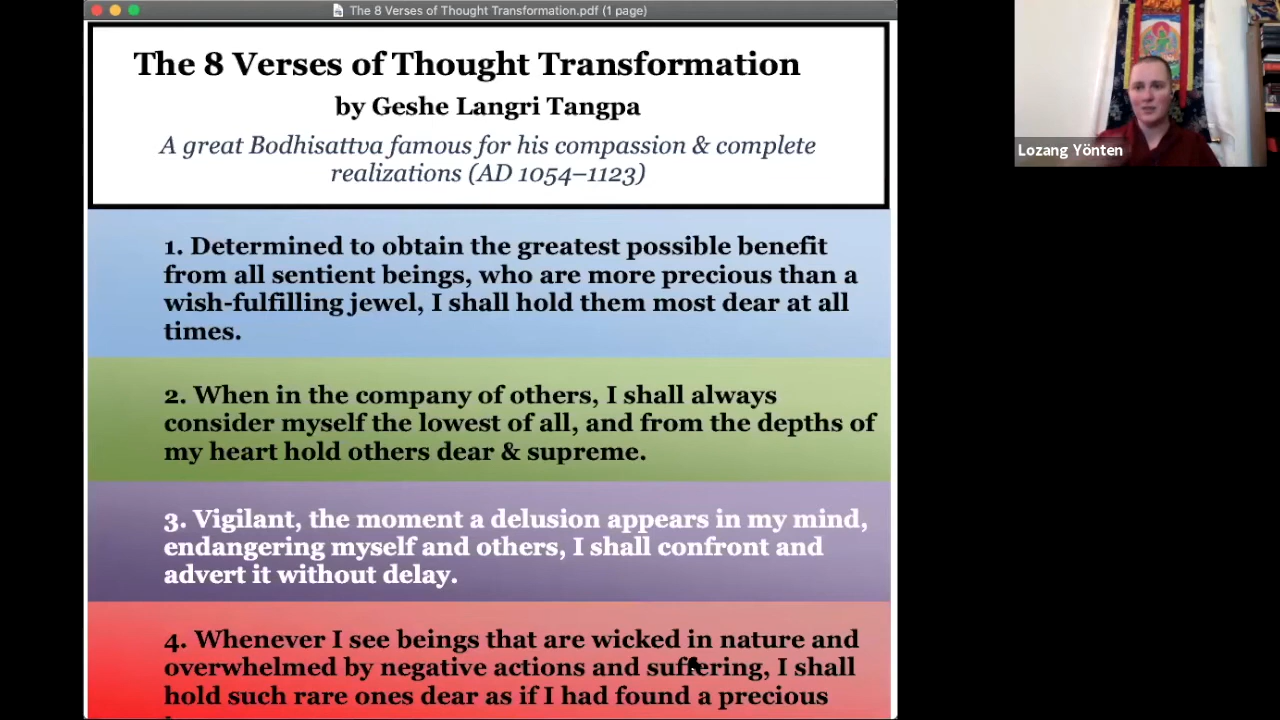 The 8 Verses of Thought Transformation.pdf (1 page)
The 8 Verses of Thought Transformation
by Geshe Langri Tangpa
A great Bodhisattva famous for his compassion & complete
realizations (AD 1054–1123)
1. Determined to obtain the greatest possible benefit
from all sentient beings, who are more precious than a
wish-fulfilling jewel, I shall hold them most dear at all
times.
2. When in the company of others, I shall always
consider myself the lowest of all, and from the depths of
my heart hold others dear & supreme.
3. Vigilant, the moment a delusion appears in my mind,
endangering myself and others, I shall confront and
advert it without delay.
4. Whenever I see beings that are wicked in nature and
overwhelmed by negative actions and suffering, I shall
hold such rare ones dear as if I had found a precious
Lozang Yönten